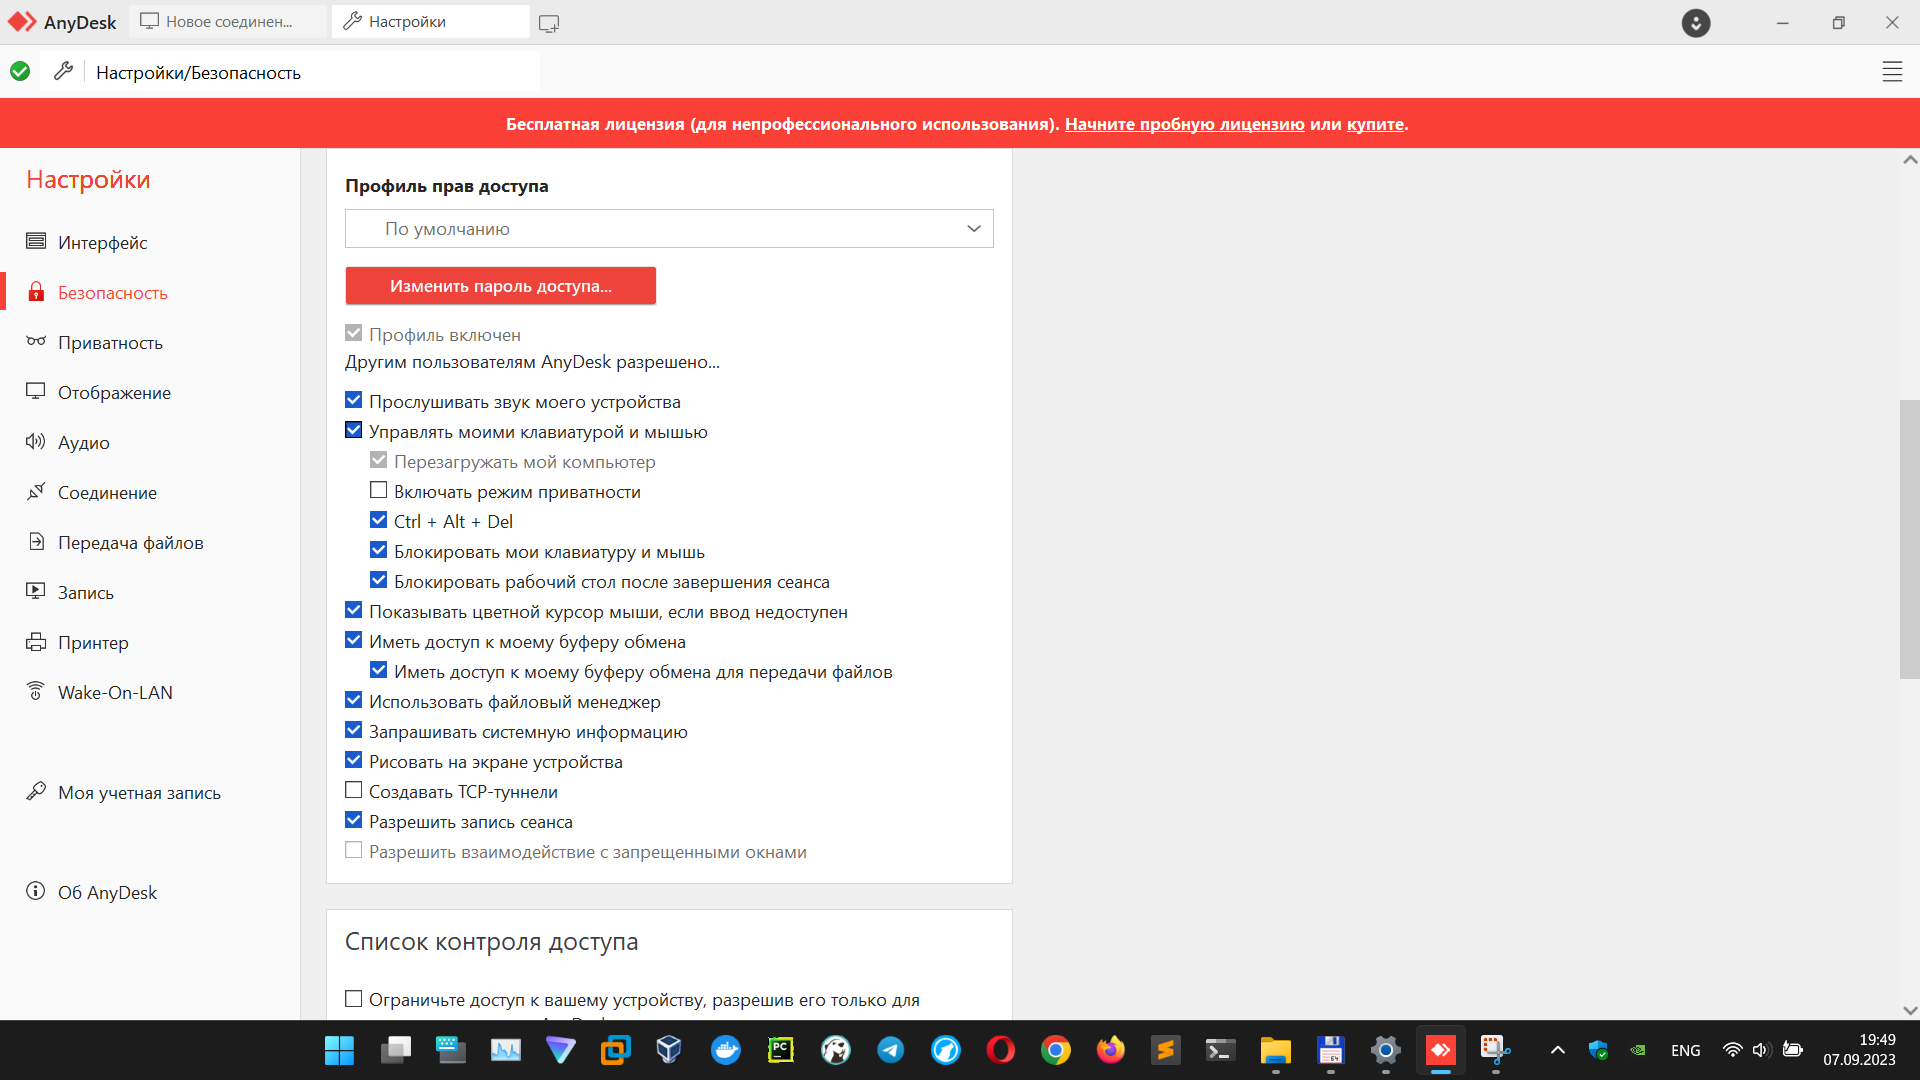 AnyDesk
Новое соединен...
Настройки
Настройки/Безопасность
Бесплатная лицензия (для непрофессионального использования). Начните пробную лицензию или купите.
Настройки
Интерфейс
Безопасность
Приватность
Отображение
Аудио
Соединение
Передача файлов
Запись
Принтер
Wake-On-LAN
Моя учетная запись
Об AnyDesk
Профиль прав доступа
По умолчанию
Изменить пароль доступа...
Профиль включен
Другим пользователям AnyDesk разрешено...
Прослушивать звук моего устройства
Управлять моими клавиатурой и мышью
Перезагружать мой компьютер
Включать режим приватности
Ctrl + Alt + Del
Блокировать мои клавиатуру и мышь
Блокировать рабочий стол после завершения сеанса
Показывать цветной курсор мыши, если ввод недоступен
Иметь доступ к моему буферу обмена
Иметь доступ к моему буферу обмена для передачи файлов
Использовать файловый менеджер
Запрашивать системную информацию
Рисовать на экране устройства
Создавать TCP-туннели
Разрешить запись сеанса
Разрешить взаимодействие с запрещенными окнами
Список контроля доступа
Ограничьте доступ к вашему устройству, разрешив его только для
PC
64
ENG
19:49
07.09.2023